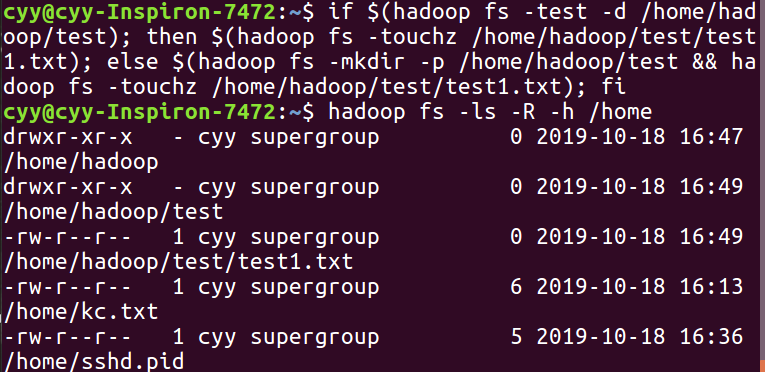 cyy@cyy-Inspiron-7472:~$ if $(hadoop fs -test -d /home/had
oop/test); then $(hadoop fs -touchz /home/hadoop/test/test
1.txt); else $(hadoop fs -mkdir -p /home/hadoop/test && ha
doop fs -touchz /home/hadoop/test/test1.txt); fi
cyy@cyy-Inspiron-7472:~$ hadoop fs -ls -R -h /home
drwxr-xr-x   - cyy supergroup          0 2019-10-18 16:47
/home/hadoop
drwxr-xr-x   - cyy supergroup          0 2019-10-18 16:49
/home/hadoop/test
-rw-r--r--   1 cyy supergroup          0 2019-10-18 16:49
/home/hadoop/test/test1.txt
-rw-r--r--   1 cyy supergroup          6 2019-10-18 16:13
/home/kc.txt
-rw-r--r--   1 cyy supergroup          5 2019-10-18 16:36
/home/sshd.pid